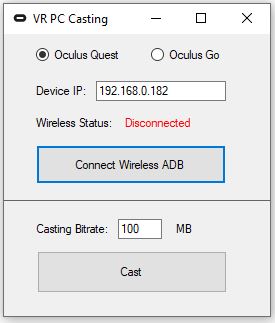 VR PC Casting
Oculus Quest Oculus Go
Device IP: 192.168.0.182
Wireless Status: Disconnected
Connect Wireless ADB
Casting Bitrate: 100 MB
Cast